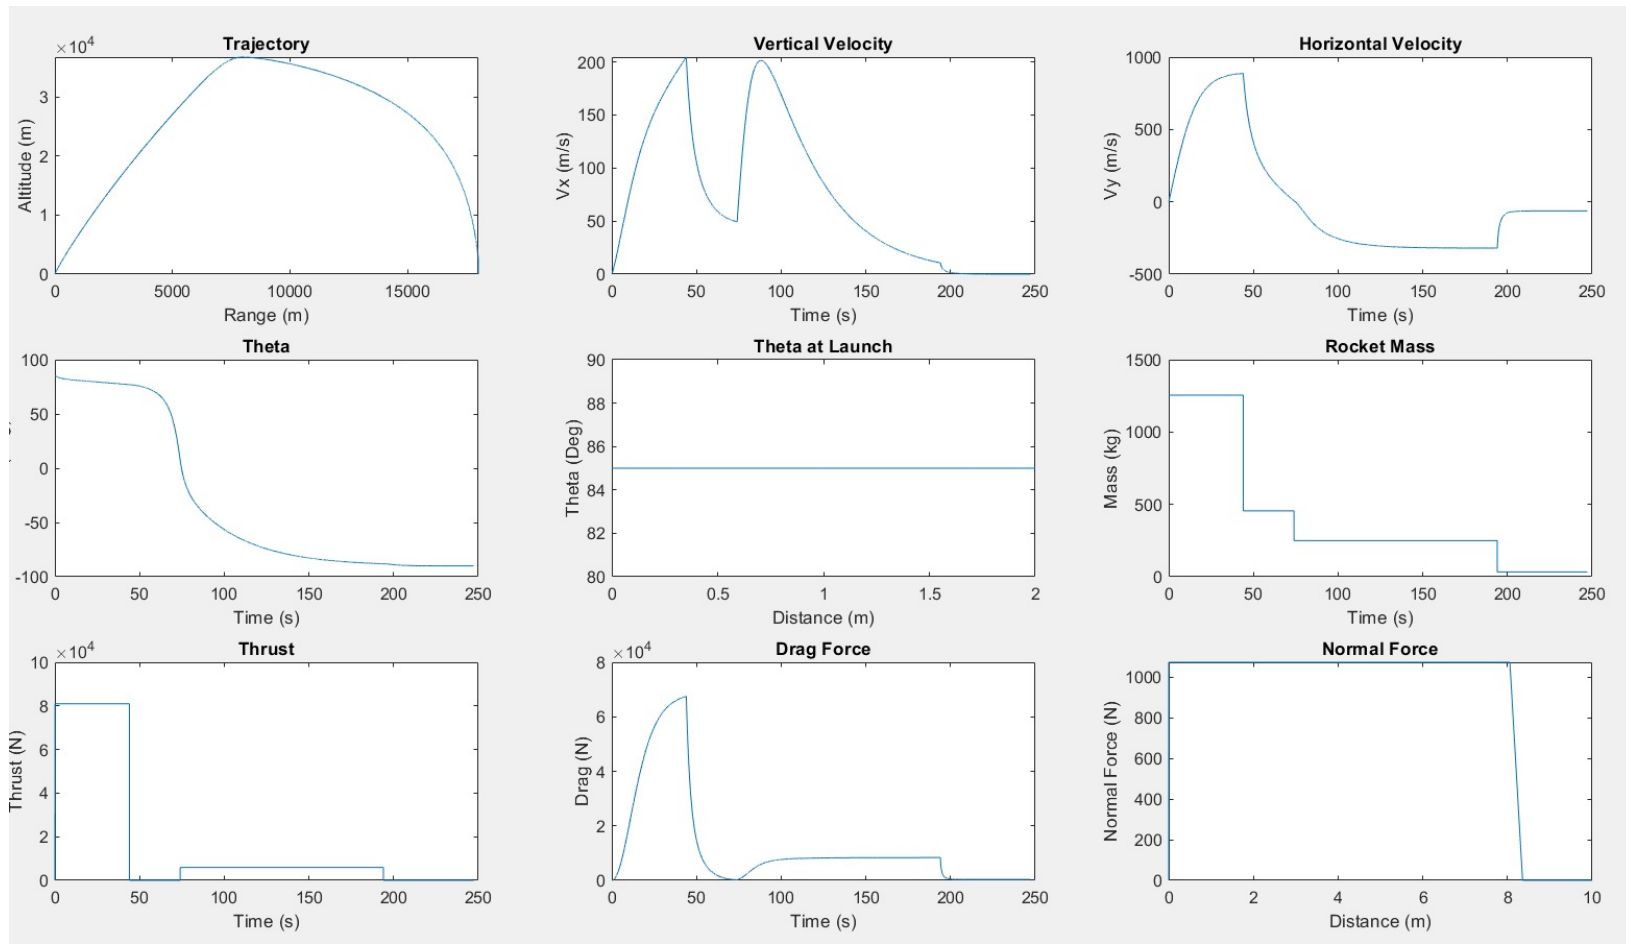 Trajectory
×10^4
3
2
1
0
Altitude (m)
0 5000 10000 15000
Range (m)
Vertical Velocity
200
150
100
50
0
Vx (m/s)
0 50 100 150 200 250
Time (s)
Horizontal Velocity
1000
500
0
-500
Vy (m/s)
0 50 100 150 200 250
Time (s)
Theta
100
50
0
-50
-100
0 50 100 150 200 250
Time (s)
Theta at Launch
90
88
86
84
82
80
Theta (Deg)
0 0.5 1 1.5 2
Distance (m)
Rocket Mass
1500
1000
500
0
Mass (kg)
0 50 100 150 200 250
Time (s)
Thrust
×10^4
10
8
6
4
2
0
Thrust (N)
0 50 100 150 200 250
Time (s)
Drag Force
×10^4
8
6
4
2
0
Drag (N)
0 50 100 150 200 250
Time (s)
Normal Force
1000
800
600
400
200
0
Normal Force (N)
0 2 4 6 8 10
Distance (m)